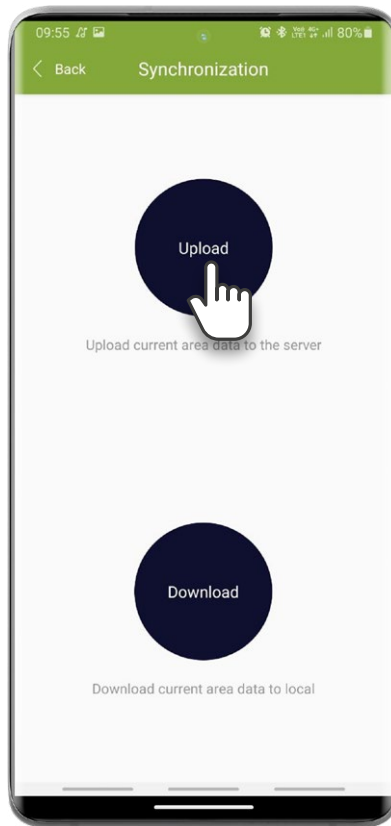 09:55 80%
< Back Synchronization
Upload
Upload current area data to the server
Download
Download current area data to local